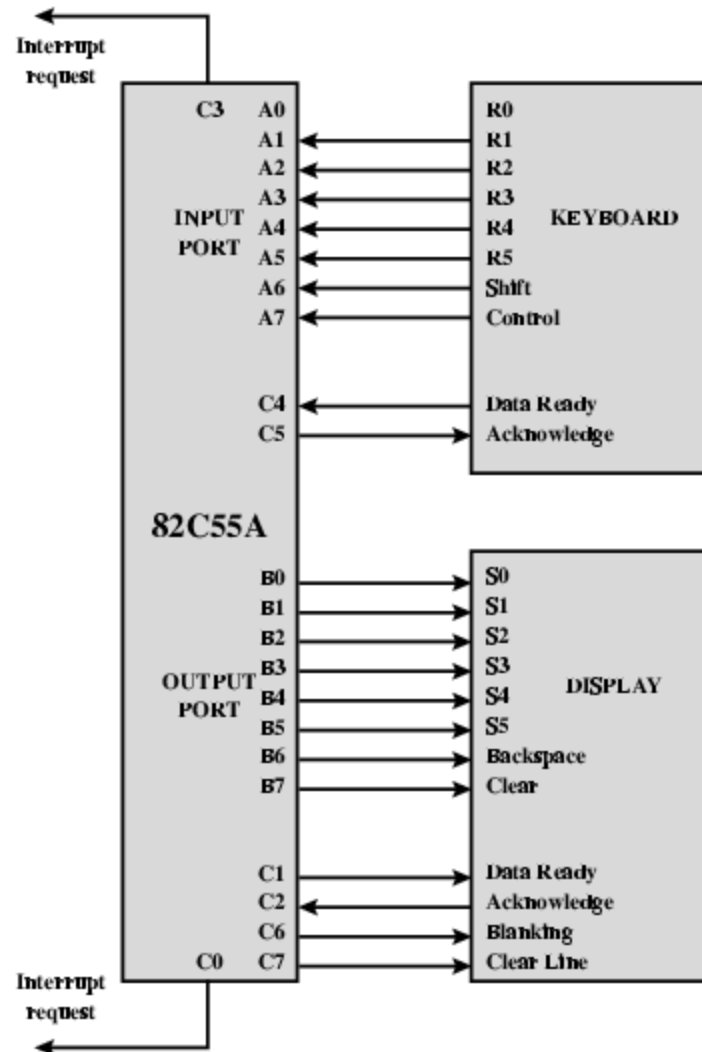 Interrupt
request
C3 A0 R0
A1 R1
A2 R2
A3 R3
INPUT
PORT
KEYBOARD
A4 R4
A5 R5
A6 Shift
A7 Control
C4 Data Ready
C5 Acknowledge
82C55A
B0 S0
B1 S1
B2 S2
B3 S3
OUTPUT
PORT
DISPLAY
B4 S4
B5 S5
B6 Backspace
B7 Clear
C1 Data Ready
C2 Acknowledge
C6 Blanking
C0 C7 Clear Line
Interrupt
request